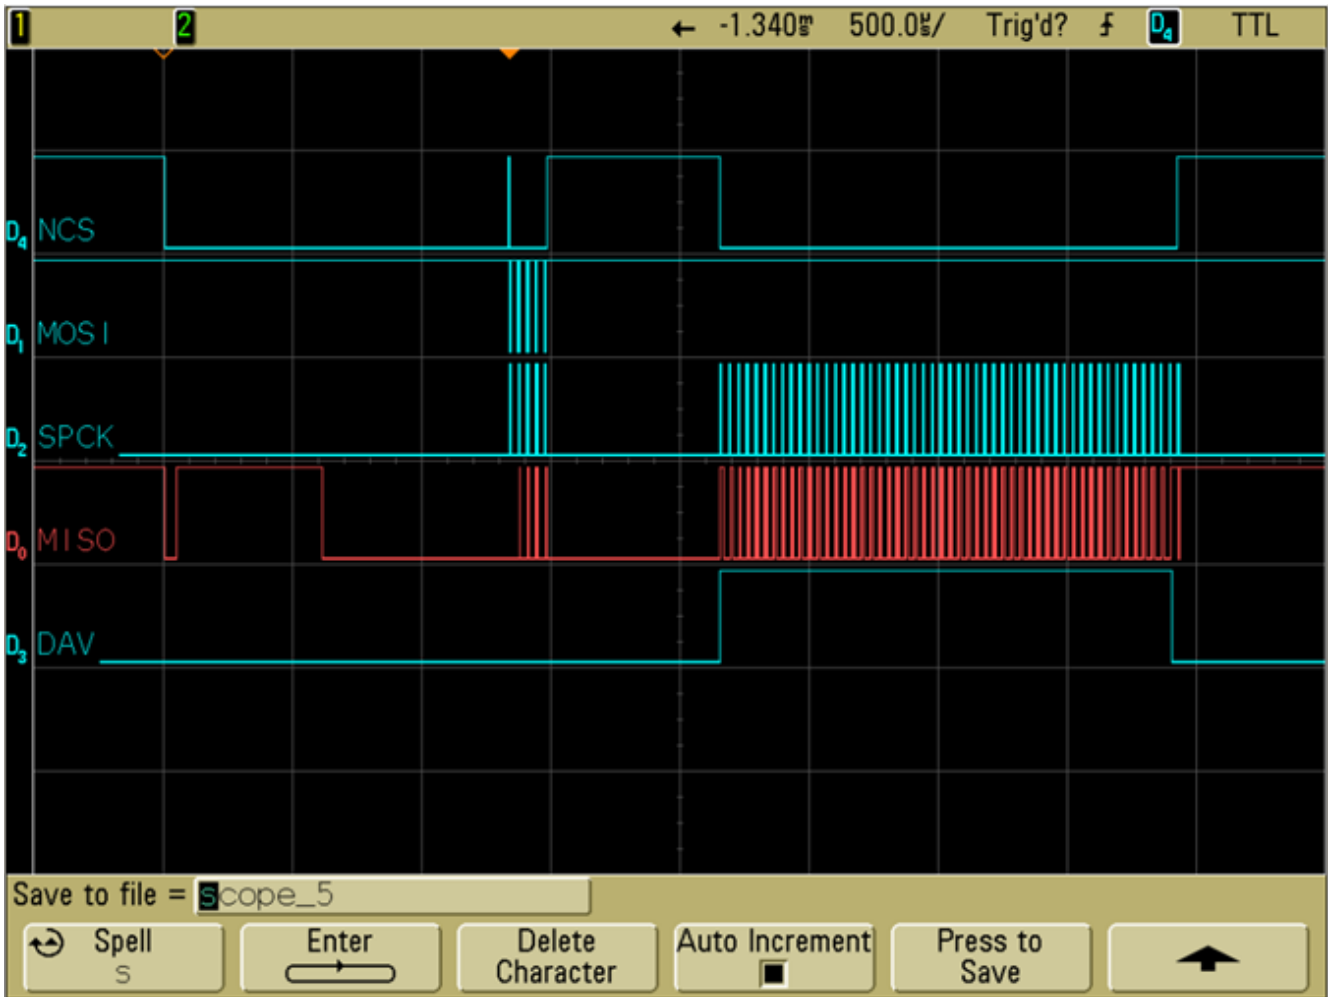 1 2 -1.340ms 500.0us/ Trig'd? D4 TTL
D4 NCS
D1 MOSI
D2 SPCK
D0 MISO
D3 DAV
Save to file = scope_5
Spell
s
Enter
Delete
Character
Auto Increment
Press to
Save